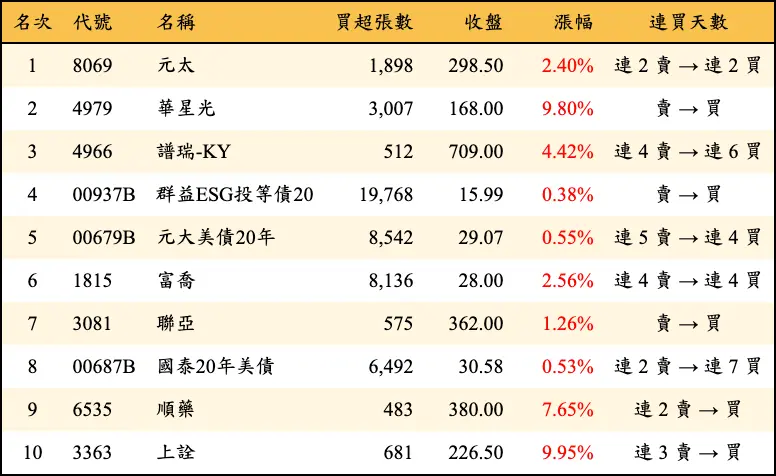 名次 代號 名稱 買超張數 收盤 漲幅 連買天數
1 8069 元太 1,898 298.50 2.40% 連 2 賣 → 連 2 買
2 4979 華星光 3,007 168.00 9.80% 賣 → 買
3 4966 譜瑞-KY 512 709.00 4.42% 連 4 賣 → 連 6 買
4 00937B 群益ESG投等債20 19,768 15.99 0.38% 賣 → 買
5 00679B 元大美債20年 8,542 29.07 0.55% 連 5 賣 → 連 4 買
6 1815 富喬 8,136 28.00 2.56% 連 4 賣 → 連 4 買
7 3081 聯亞 575 362.00 1.26% 賣 → 買
8 00687B 國泰20年美債 6,492 30.58 0.53% 連 2 賣 → 連 7 買
9 6535 順藥 483 380.00 7.65% 連 2 賣 → 買
10 3363 上詮 681 226.50 9.95% 連 3 賣 → 買